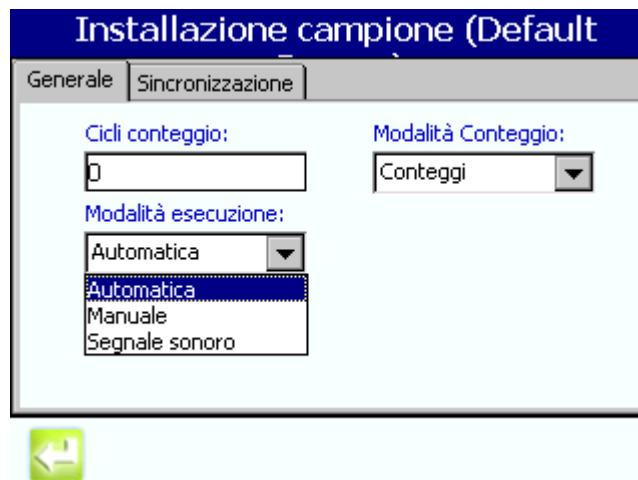 Installazione campione (Default
Generale Sincronizzazione
Cicli conteggio: Modalità Conteggio:
0 Conteggi
Modalità esecuzione:
Automatica
Automatica
Manuale
Segnale sonoro